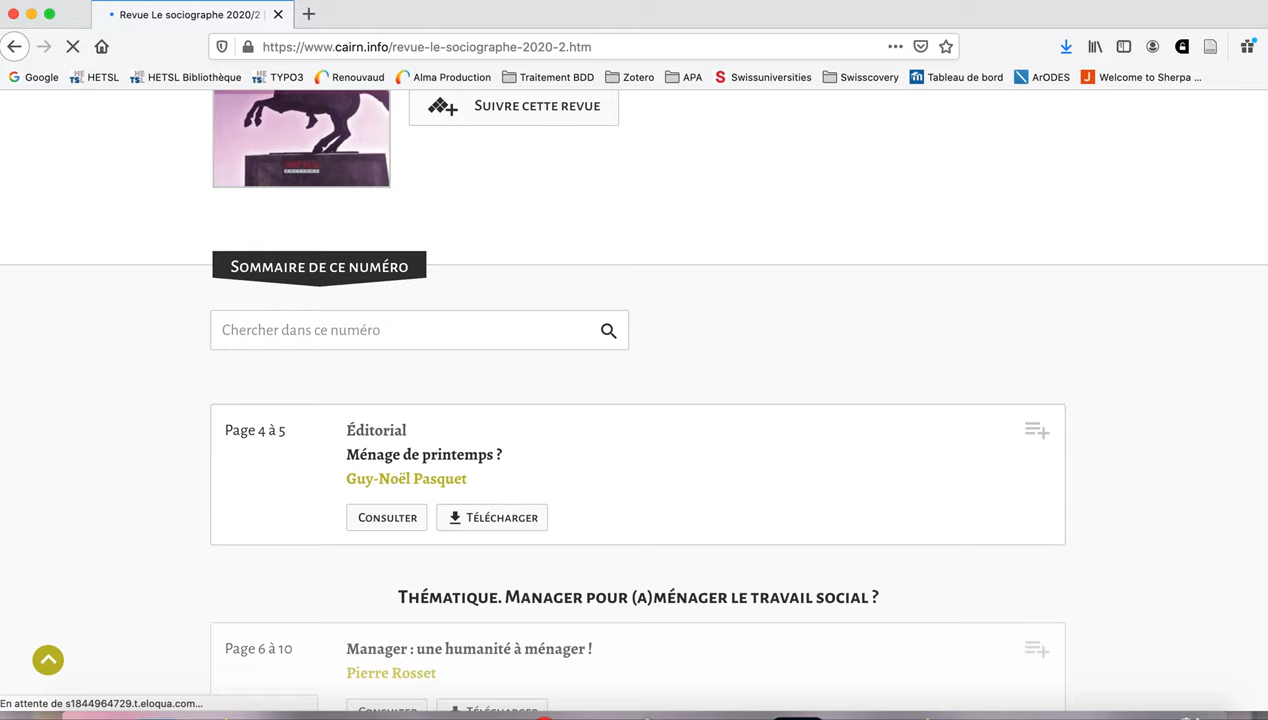 Revue Le sociographe 2020/2
https://www.cairn.info/revue-le-sociographe-2020-2.htm
Google HETSL HETSL Bibliothèque TYPO3 Renouvaud Alma Production Traitement BDD Zotero APA Swissuniversities Swisscovery Tableau de bord ArODES Welcome to Sherpa ...
SUIVRE CETTE REVUE
SOMMAIRE DE CE NUMÉRO
Chercher dans ce numéro
Page 4 à 5
Éditorial
Ménage de printemps ?
Guy-Noël Pasquet
CONSULTER TÉLÉCHARGER
THÉMATIQUE. MANAGER POUR (A)MÉNAGER LE TRAVAIL SOCIAL ?
Page 6 à 10
Manager : une humanité à ménager !
Pierre Rosset
CONSULTER TÉLÉCHARGER
En attente de s1844964729.t.eloqua.com...